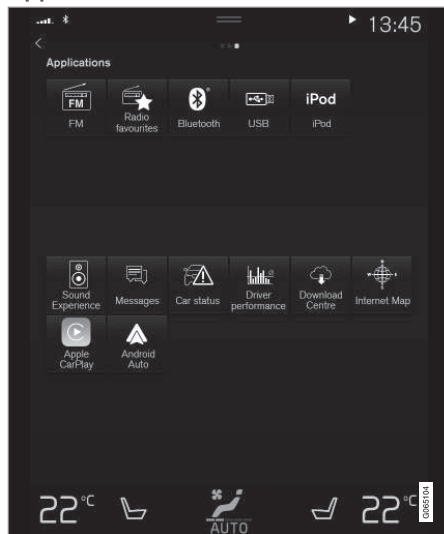 13:45
Applications
FM
FM
Radio
favourites
Bluetooth
USB
iPod
iPod
Sound
Experience
Messages
Car status
Driver
performance
Download
Centre
Internet Map
Apple
CarPlay
Android
Auto
22°C
AUTO
22°C
G065104